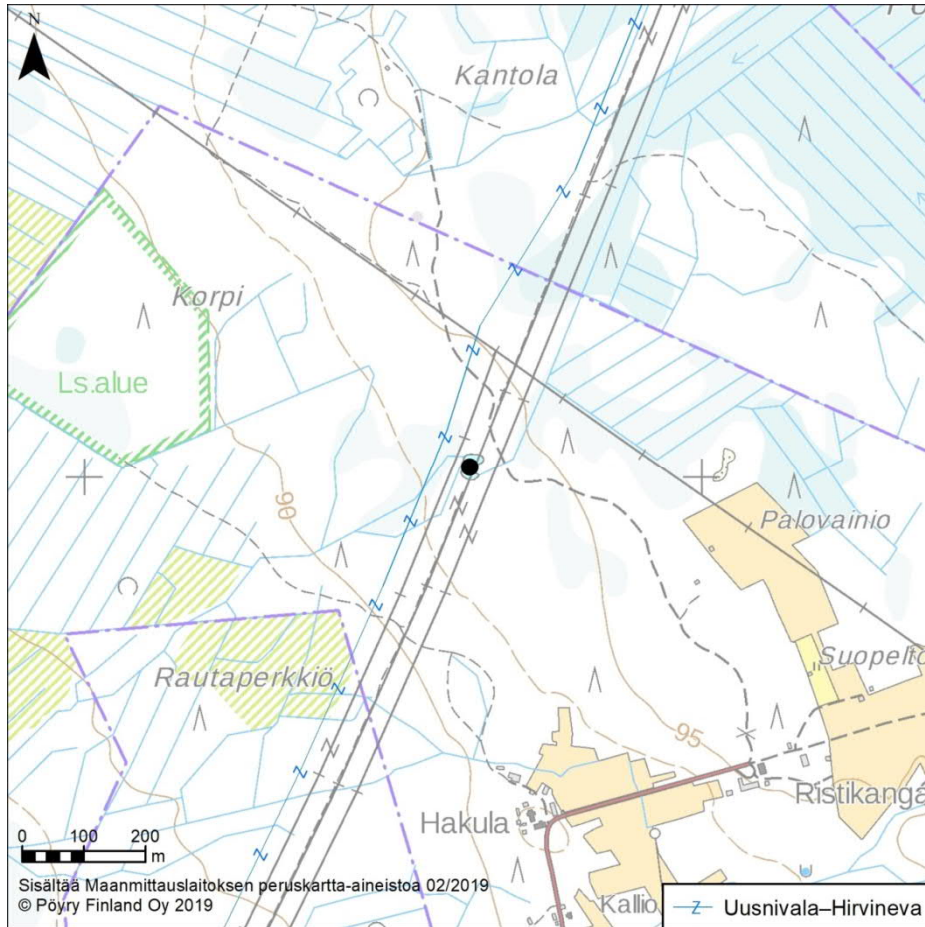 N
Kantola
Korpi
Ls.alue
90
Palovainio
Suopelto
Rautaperkkiö
95
Ristikanga
Hakula
0 100 200
m
Sisältää Maanmittauslaitoksen peruskartta-aineistoa 02/2019
© Pöyry Finland Oy 2019
Kallio
Z Uusnivala–Hirvineva